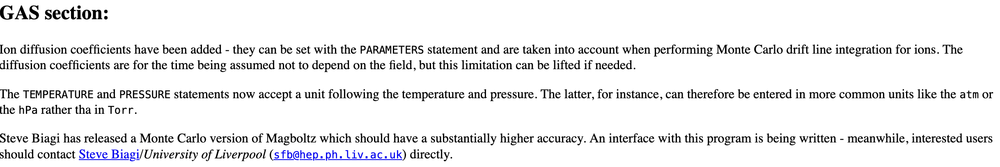 GAS section:
Ion diffusion coefficients have been added - they can be set with the PARAMETERS statement and are taken into account when performing Monte Carlo drift line integration for ions. The
diffusion coefficients are for the time being assumed not to depend on the field, but this limitation can be lifted if needed.
The TEMPERATURE and PRESSURE statements now accept a unit following the temperature and pressure. The latter, for instance, can therefore be entered in more common units like the atm or
the hPa rather tha in Torr.
Steve Biagi has released a Monte Carlo version of Magboltz which should have a substantially higher accuracy. An interface with this program is being written - meanwhile, interested users
should contact Steve Biagi/University of Liverpool (sfb@hep.ph.liv.ac.uk) directly.